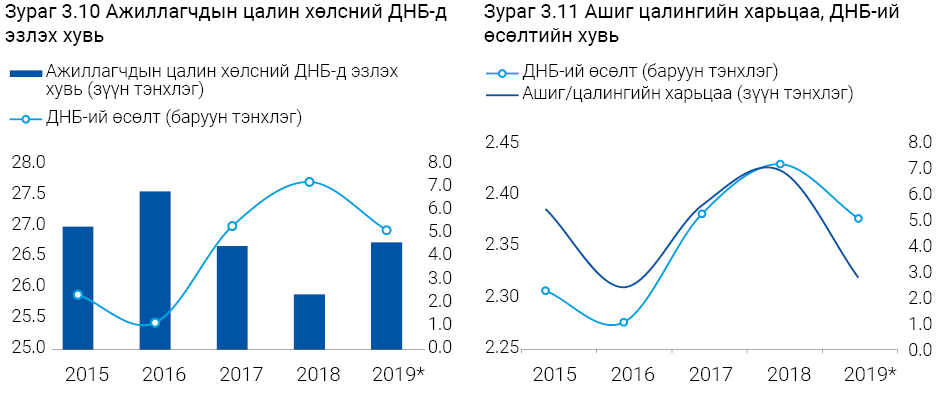 Зураг 3.10 Ажиллагчдын цалин хөлсний ДНБ-д
эзлэх хувь
Ажиллагчдын цалин хөлсний ДНБ-д эзлэх
хувь (зүүн тэнхлэг)
ДНБ-ий өсөлт (баруун тэнхлэг)
28.0
27.5
27.0
26.5
26.0
25.5
25.0
8.0
7.0
6.0
5.0
4.0
3.0
2.0
1.0
0.0
2015 2016 2017 2018 2019*
Зураг 3.11 Ашиг цалингийн харьцаа, ДНБ-ий
өсөлтийн хувь
ДНБ-ий өсөлт (баруун тэнхлэг)
Ашиг/цалингийн харьцаа (зүүн тэнхлэг)
2.45
2.40
2.35
2.30
2.25
8.0
7.0
6.0
5.0
4.0
3.0
2.0
1.0
0.0
2015 2016 2017 2018 2019*